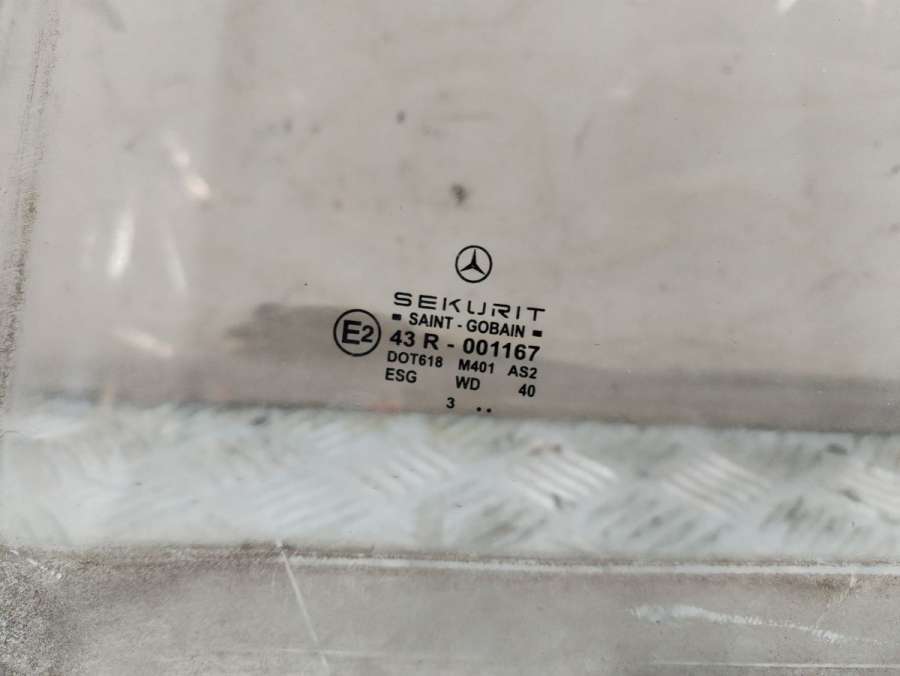 SEKURIT
SAINT - GOBAIN
E2 43 R - 001167
DOT618 M401 AS2
ESG WD 40
3 ..